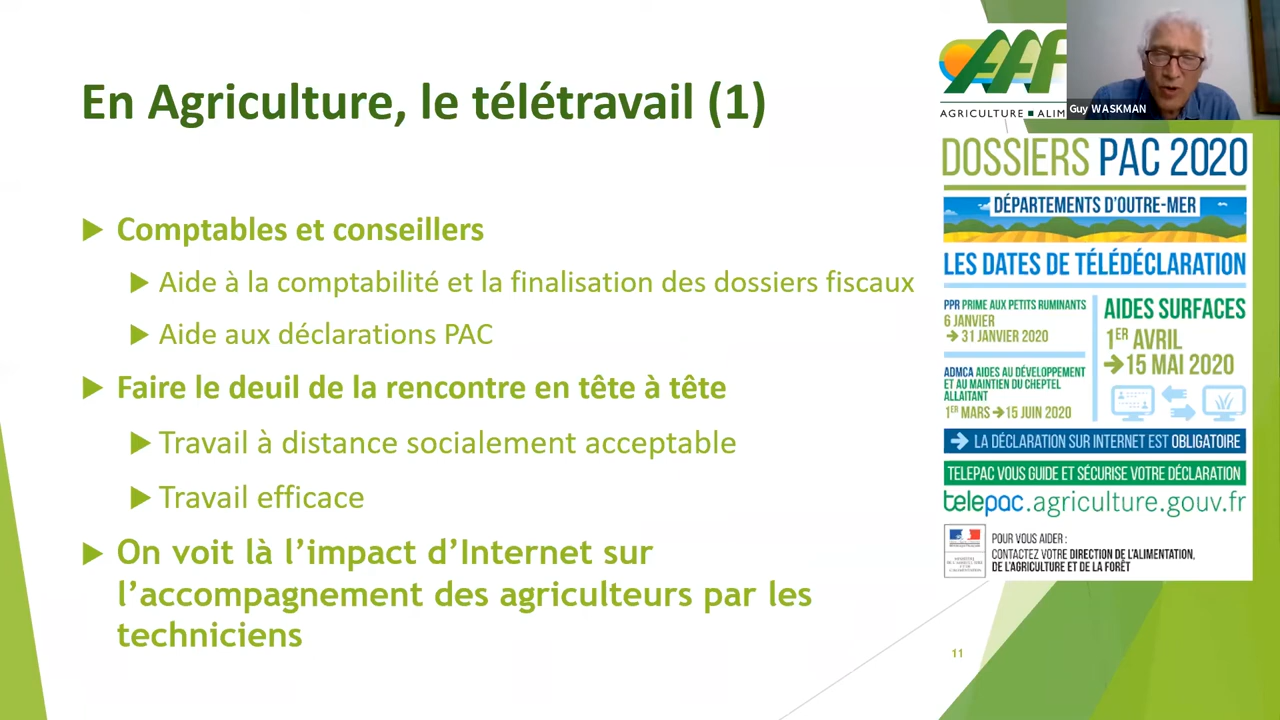 En Agriculture, le télétravail (1)
Comptables et conseillers
Aide à la comptabilité et la finalisation des dossiers fiscaux
Aide aux déclarations PAC
Faire le deuil de la rencontre en tête à tête
Travail à distance socialement acceptable
Travail efficace
On voit là l’impact d’Internet sur
l’accompagnement des agriculteurs par les
techniciens
AAF
AGRICULTURE ■ ALIM
Guy WASKMAN
DOSSIERS PAC 2020
DÉPARTEMENTS D'OUTRE-MER
LES DATES DE TÉLÉDÉCLARATION
PPR PRIME AUX PETITS RUMINANTS
6 JANVIER
→ 31 JANVIER 2020
ADMCA AIDES AU DÉVELOPPEMENT
ET AU MAINTIEN DU CHEPTEL
ALLAITANT
1ER MARS → 15 JUIN 2020
AIDES SURFACES
1ER AVRIL
→ 15 MAI 2020
→ LA DÉCLARATION SUR INTERNET EST OBLIGATOIRE
TELEPAC VOUS GUIDE ET SÉCURISE VOTRE DÉCLARATION
telepac.agriculture.gouv.fr
POUR VOUS AIDER :
CONTACTEZ VOTRE DIRECTION DE L'ALIMENTATION,
DE L'AGRICULTURE ET DE LA FORÊT
11